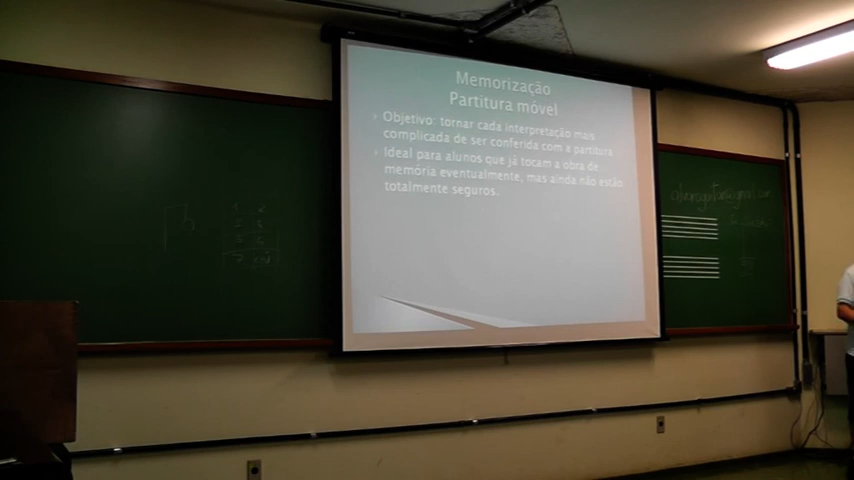 Memorização
Partitura móvel
Objetivo: tornar cada interpretação mais
complicada de ser conferida com a partitura
Ideal para alunos que já tocam a obra de
memória eventualmente, mas ainda não estão
totalmente seguros.